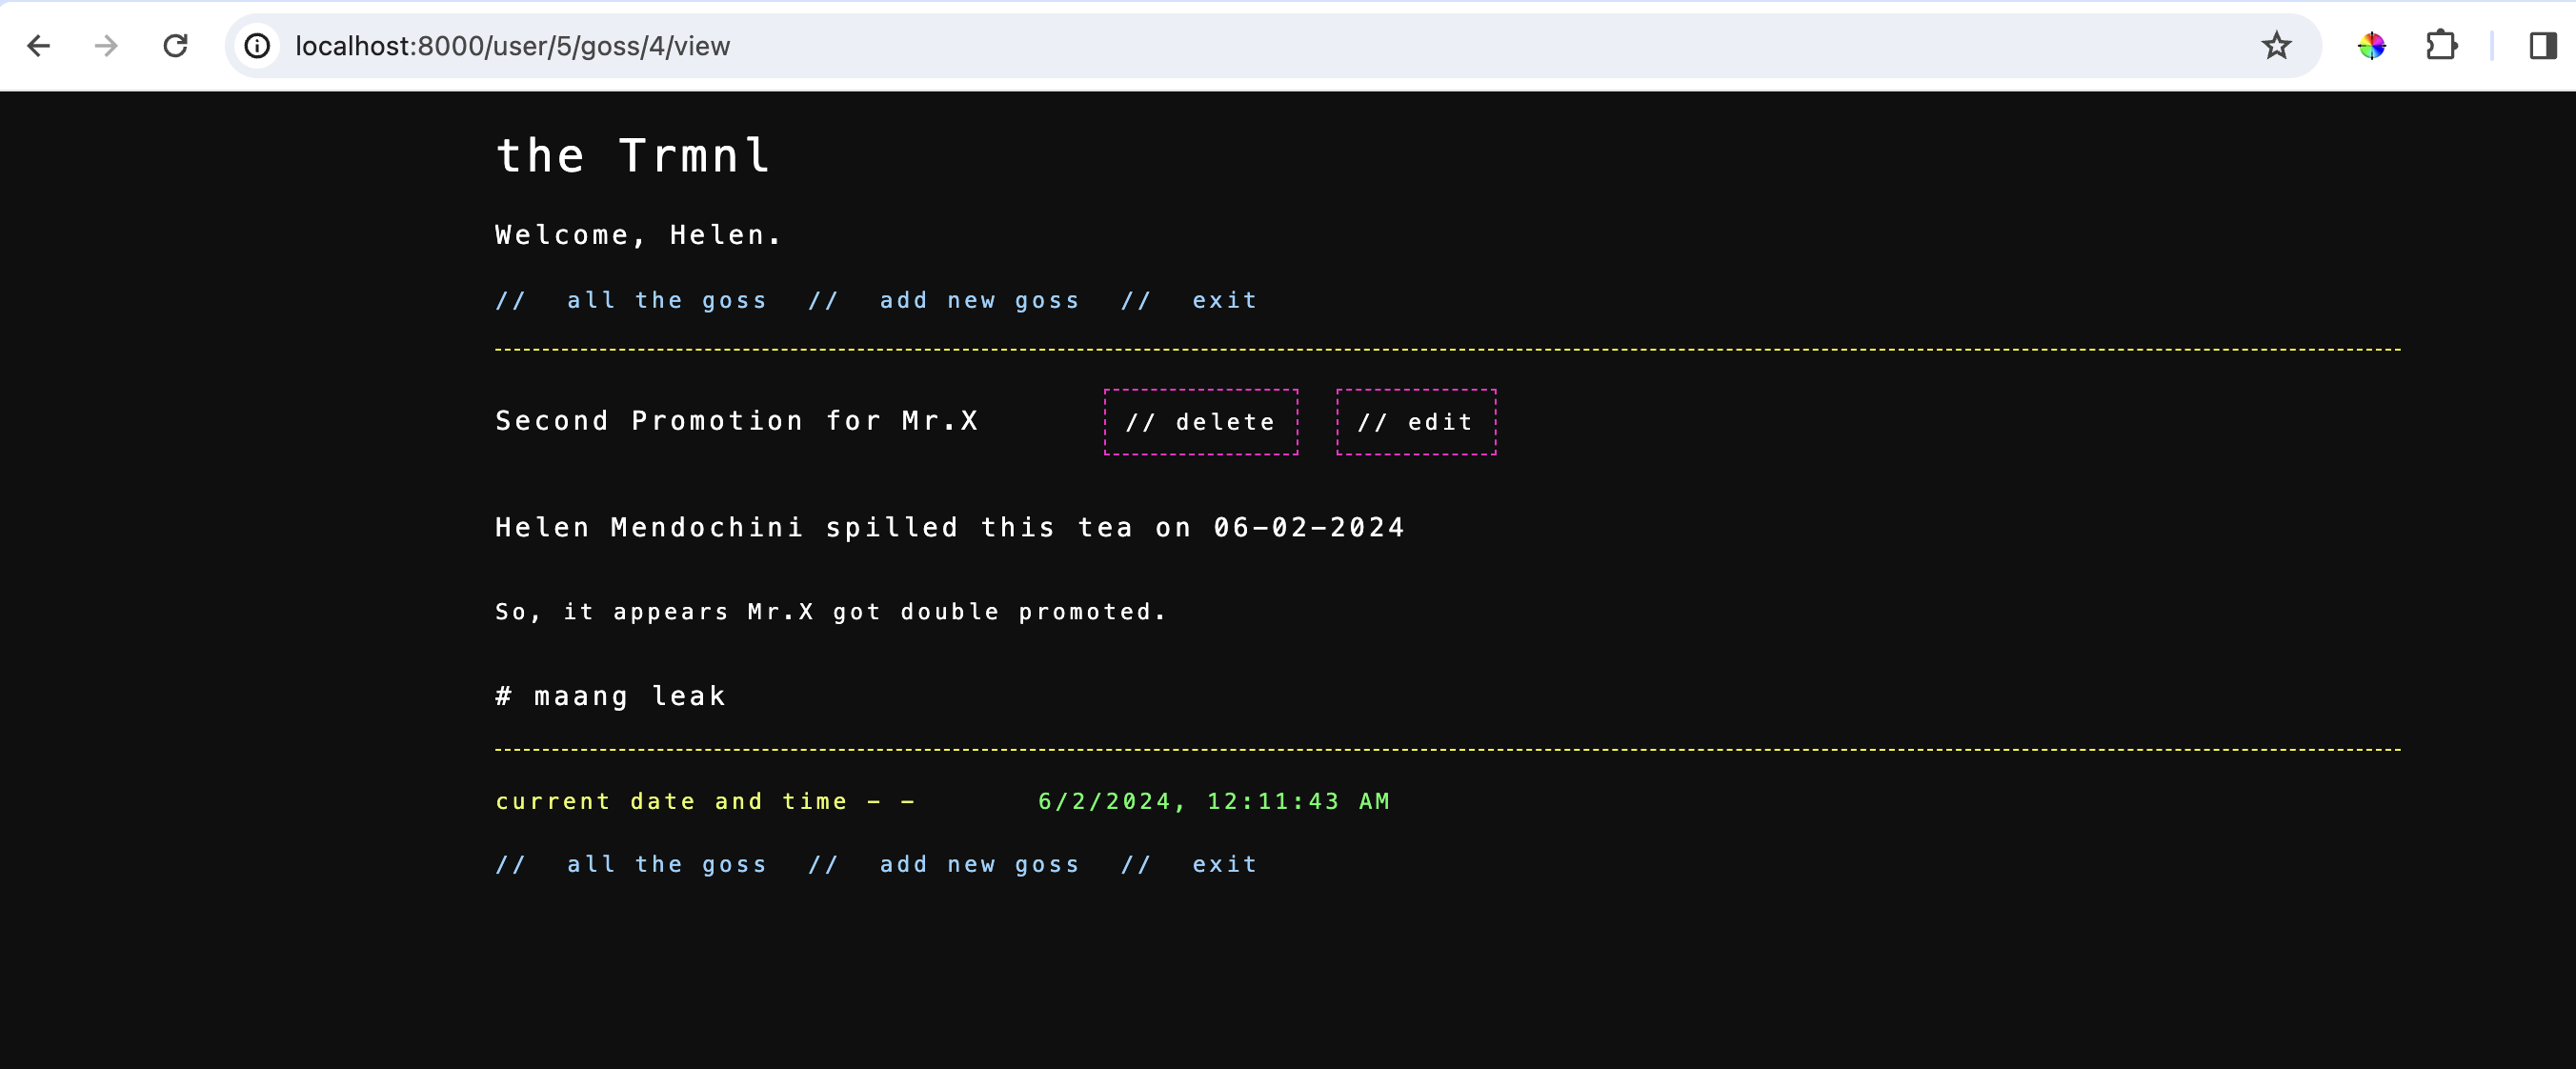 localhost:8000/user/5/goss/4/view
the Trmnl
Welcome, Helen.
// all the goss // add new goss // exit
Second Promotion for Mr.X // delete // edit
Helen Mendochini spilled this tea on 06-02-2024
So, it appears Mr.X got double promoted.
# maang leak
current date and time - - 6/2/2024, 12:11:43 AM
// all the goss // add new goss // exit